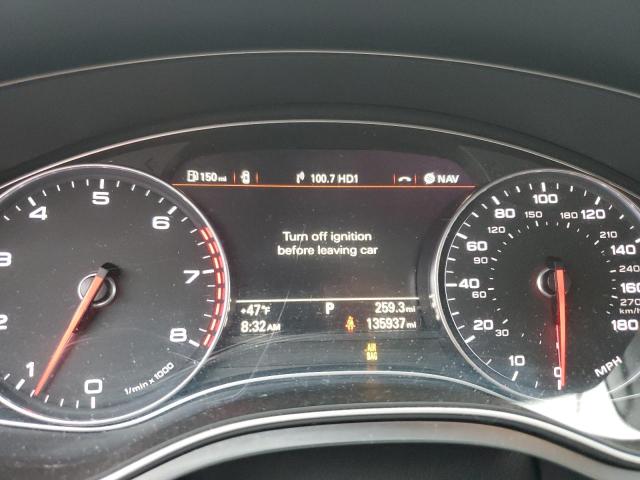 150 mi 100.7 HD1 NAV
Turn off ignition
before leaving car
+47°F P 259.3 mi
8:32 AM 135937 mi
AIR
BAG
0 1 2 3 4 5 6 7 8
1/min x 1000
0 10 20 40 60 80 100 120 140 160 180
30 60 90 120 150 180 210 240 270
km/h
MPH